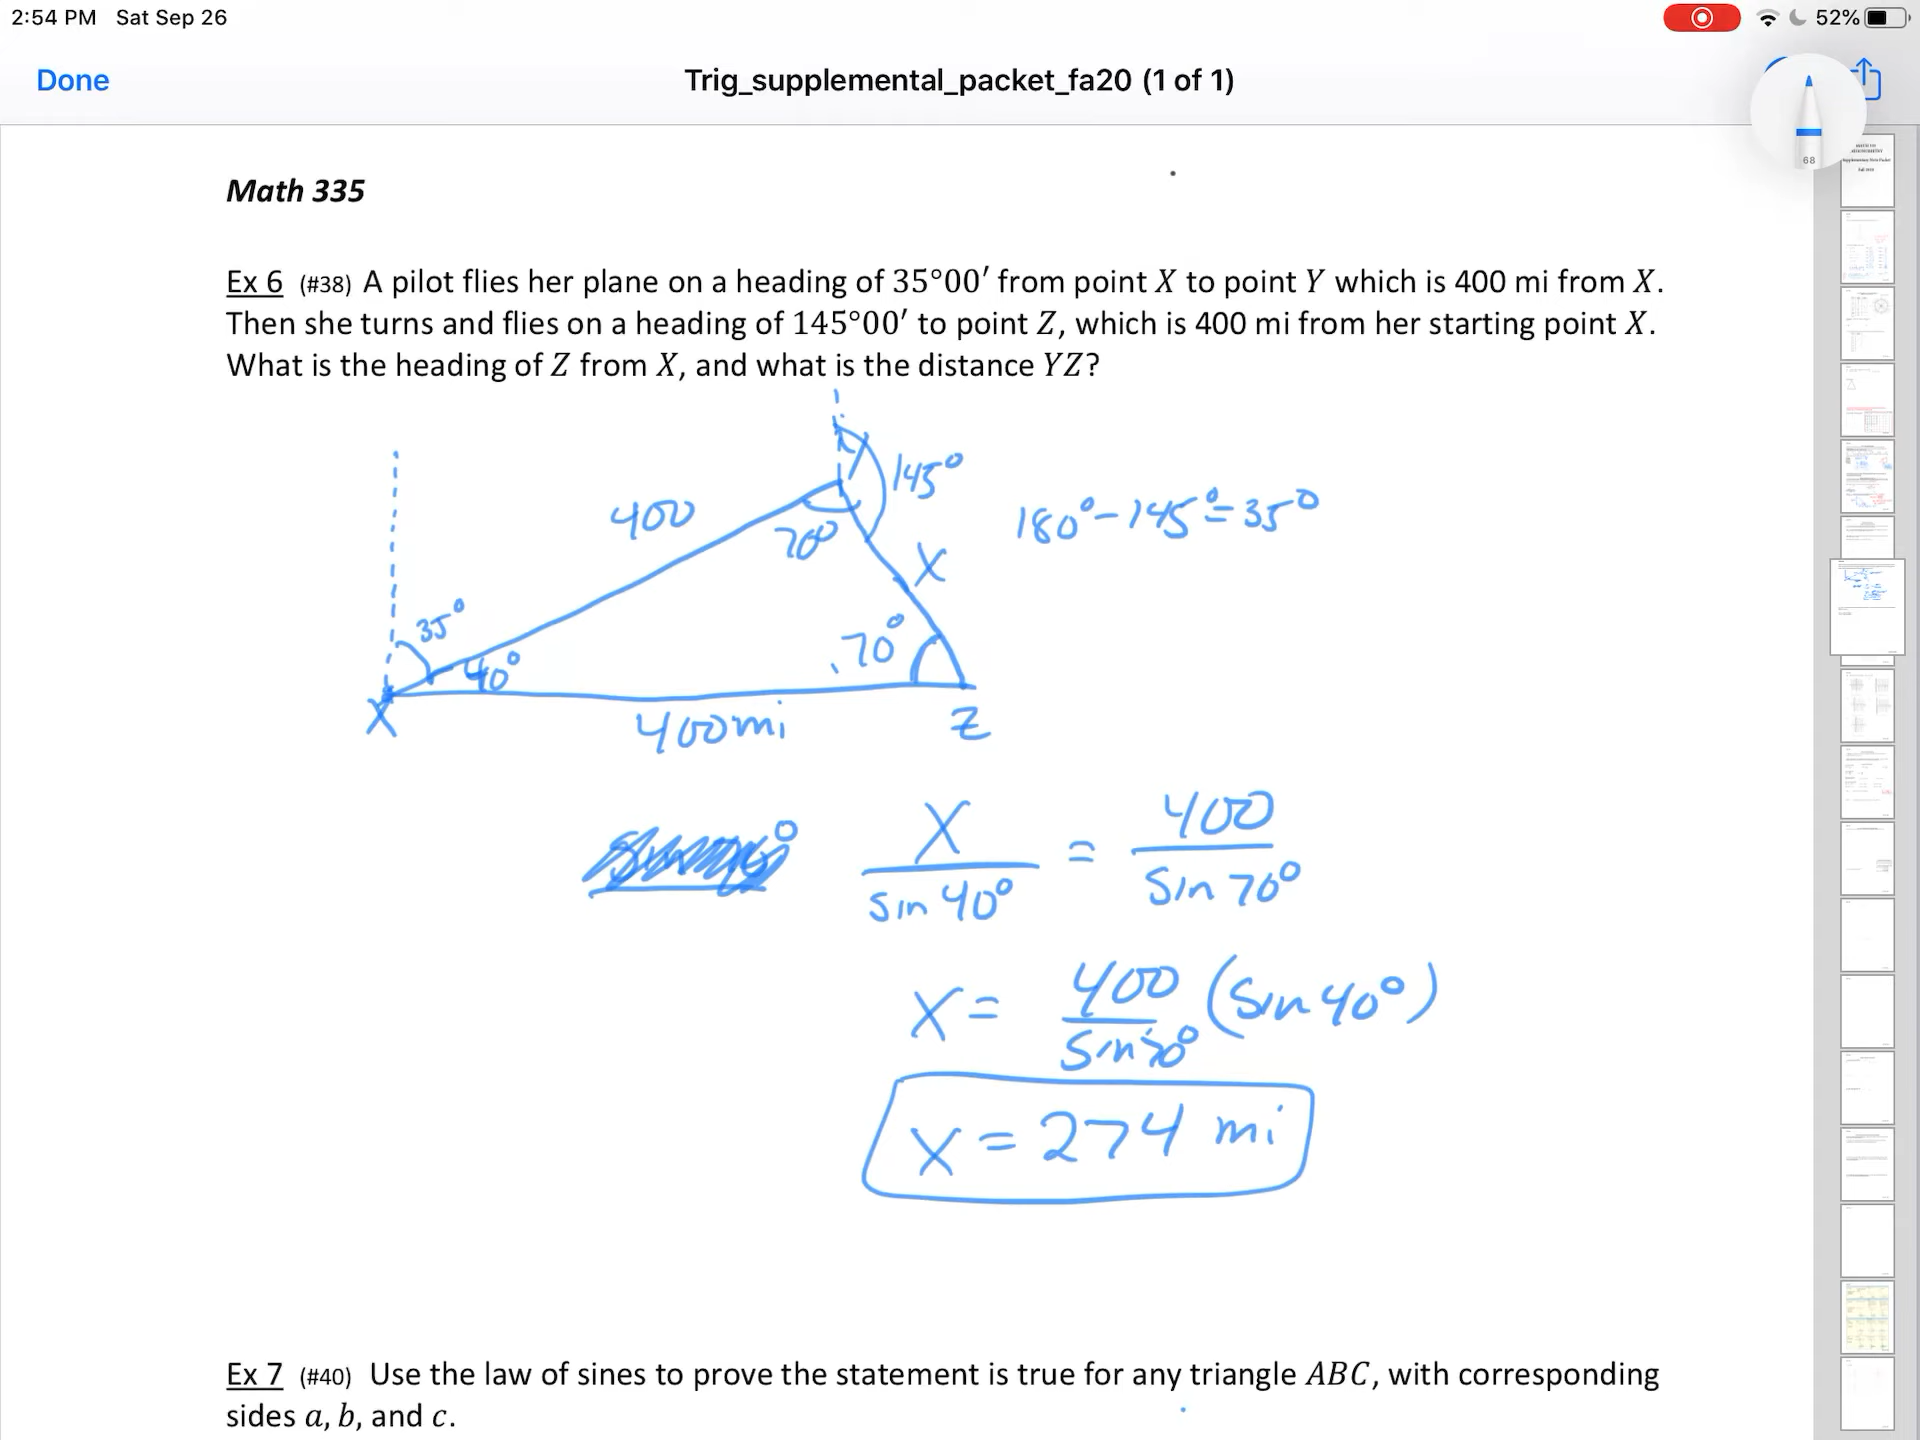 2:54 PM Sat Sep 26
52%
Done
Trig_supplemental_packet_fa20 (1 of 1)
68
Math 335
Ex 6 (#38) A pilot flies her plane on a heading of 35°00′ from point X to point Y which is 400 mi from X.
Then she turns and flies on a heading of 145°00′ to point Z, which is 400 mi from her starting point X.
What is the heading of Z from X, and what is the distance YZ?
145°
400
180° - 145° = 35°
70°
X
35°
70°
40°
X
400 mi
Z
X/sin 40° = 400/sin 70°
X = 400/sin 70° (sin 40°)
X = 274 mi
Ex 7 (#40) Use the law of sines to prove the statement is true for any triangle ABC, with corresponding
sides a, b, and c.